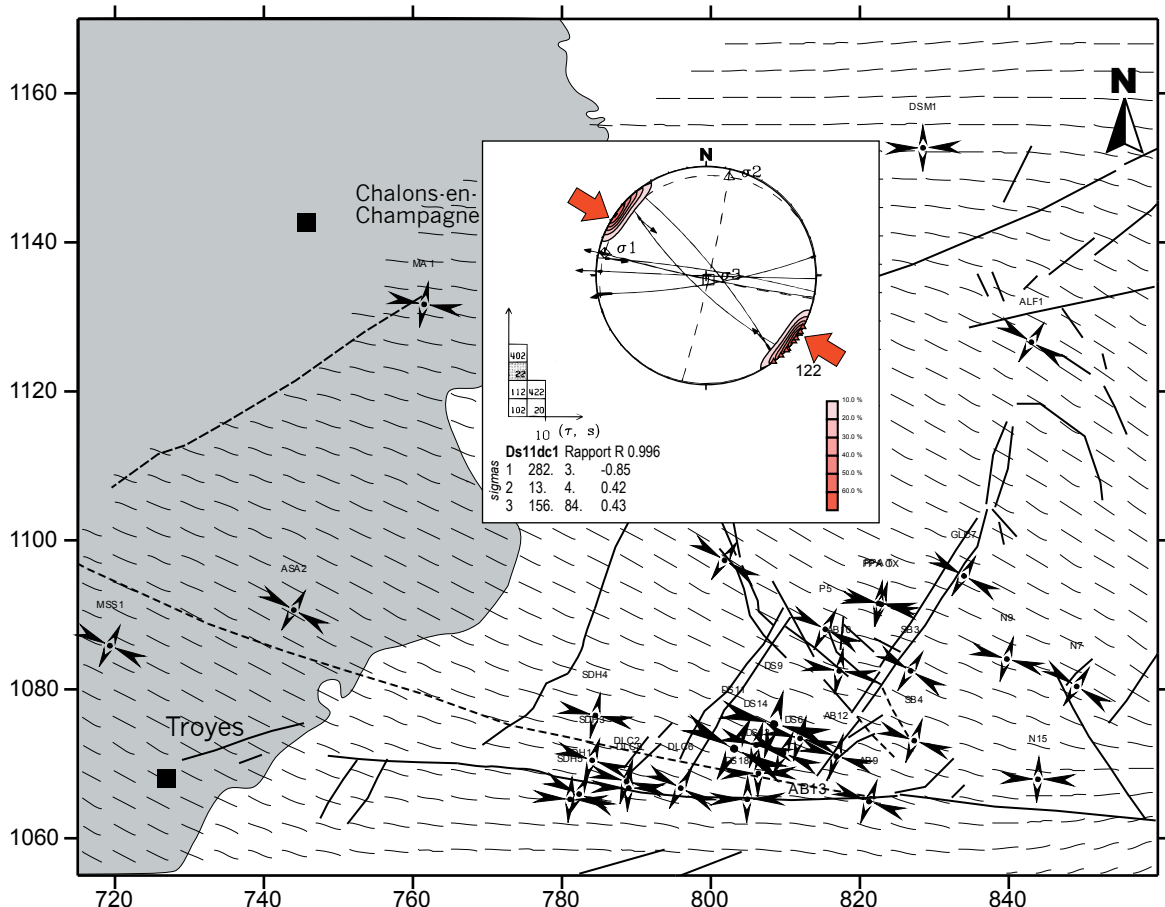 1160
1140
1120
1100
1080
1060
720
740
760
780
800
820
840
N
DSM1
Chalons-en-
Champagne
MA1
ALF1
N
σ2
σ1
σ3
122
402
22
112 422
102 20
10 (τ, s)
10.0 %
20.0 %
30.0 %
40.0 %
50.0 %
60.0 %
Ds11dc1 Rapport R 0.996
sigmas
1 282. 3. -0.85
2 13. 4. 0.42
3 156. 84. 0.43
ASA2
MSS1
P5
SB3
N9
N7
DS9
SDH4
DS11
DS14
SB4
AB12
DLC2
DLC6
DS18
AB9
N15
AB13
SDH5
Troyes